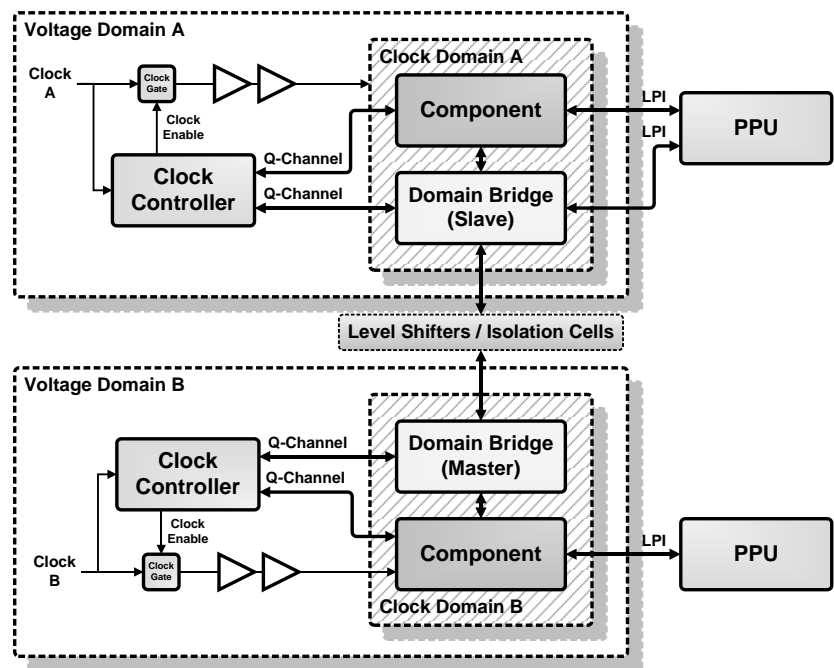 Voltage Domain A
Clock
A
Clock
Gate
Clock
Enable
Clock
Controller
Q-Channel
Q-Channel
Clock Domain A
Component
Domain Bridge
(Slave)
LPI
LPI
PPU
Level Shifters / Isolation Cells
Voltage Domain B
Clock
Controller
Q-Channel
Q-Channel
Domain Bridge
(Master)
Clock
Enable
Clock
B
Clock
Gate
Component
Clock Domain B
LPI
PPU